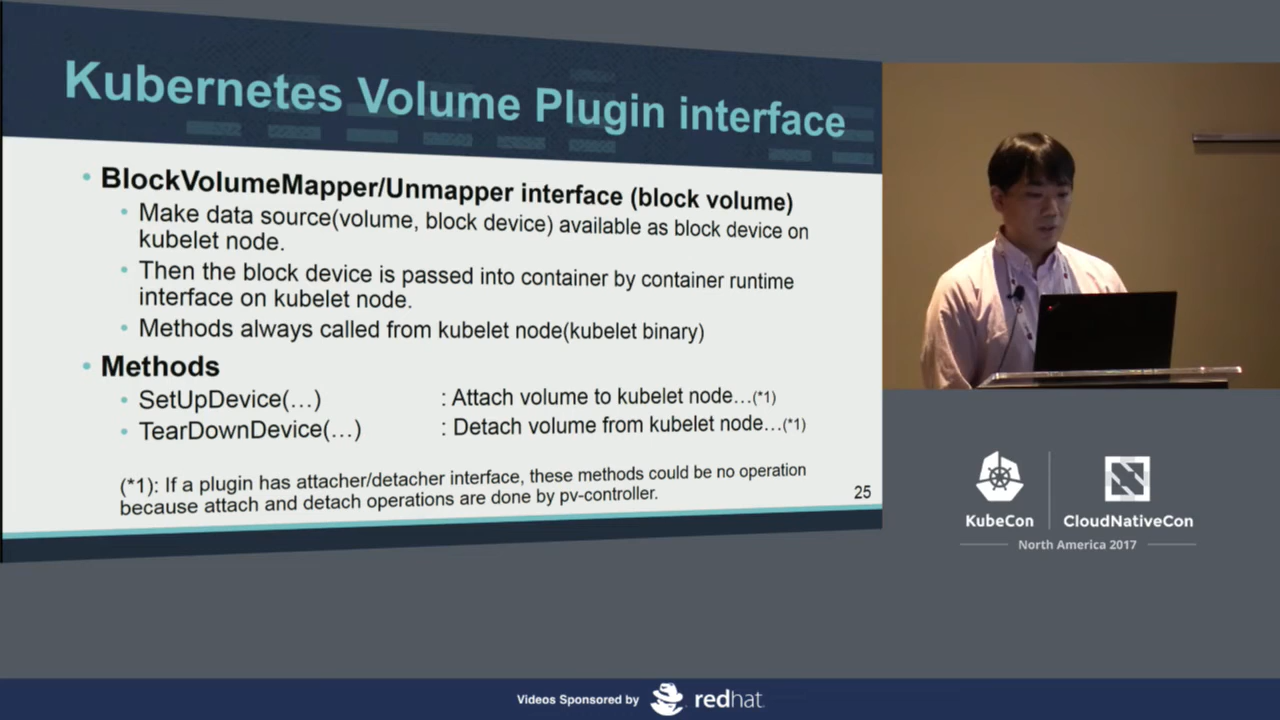 Kubernetes Volume Plugin interface
• BlockVolumeMapper/Unmapper interface (block volume)
• Make data source(volume, block device) available as block device on
kubelet node.
• Then the block device is passed into container by container runtime
interface on kubelet node.
• Methods always called from kubelet node(kubelet binary)
• Methods
• SetUpDevice(…) : Attach volume to kubelet node…(*1)
• TearDownDevice(…) : Detach volume from kubelet node…(*1)
(*1): If a plugin has attacher/detacher interface, these methods could be no operation
because attach and detach operations are done by pv-controller.
25
KubeCon
CloudNativeCon
North America 2017
Videos Sponsored by
redhat